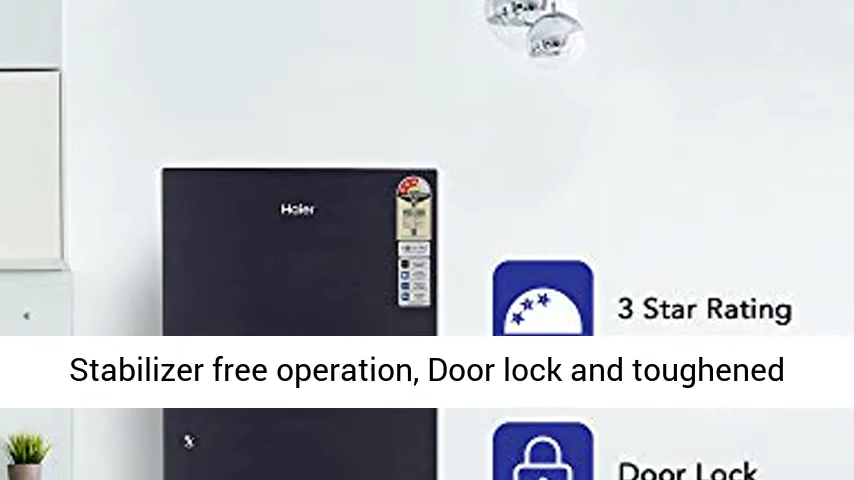 Haier
3 Star Rating
Stabilizer free operation, Door lock and toughened
Door Lock